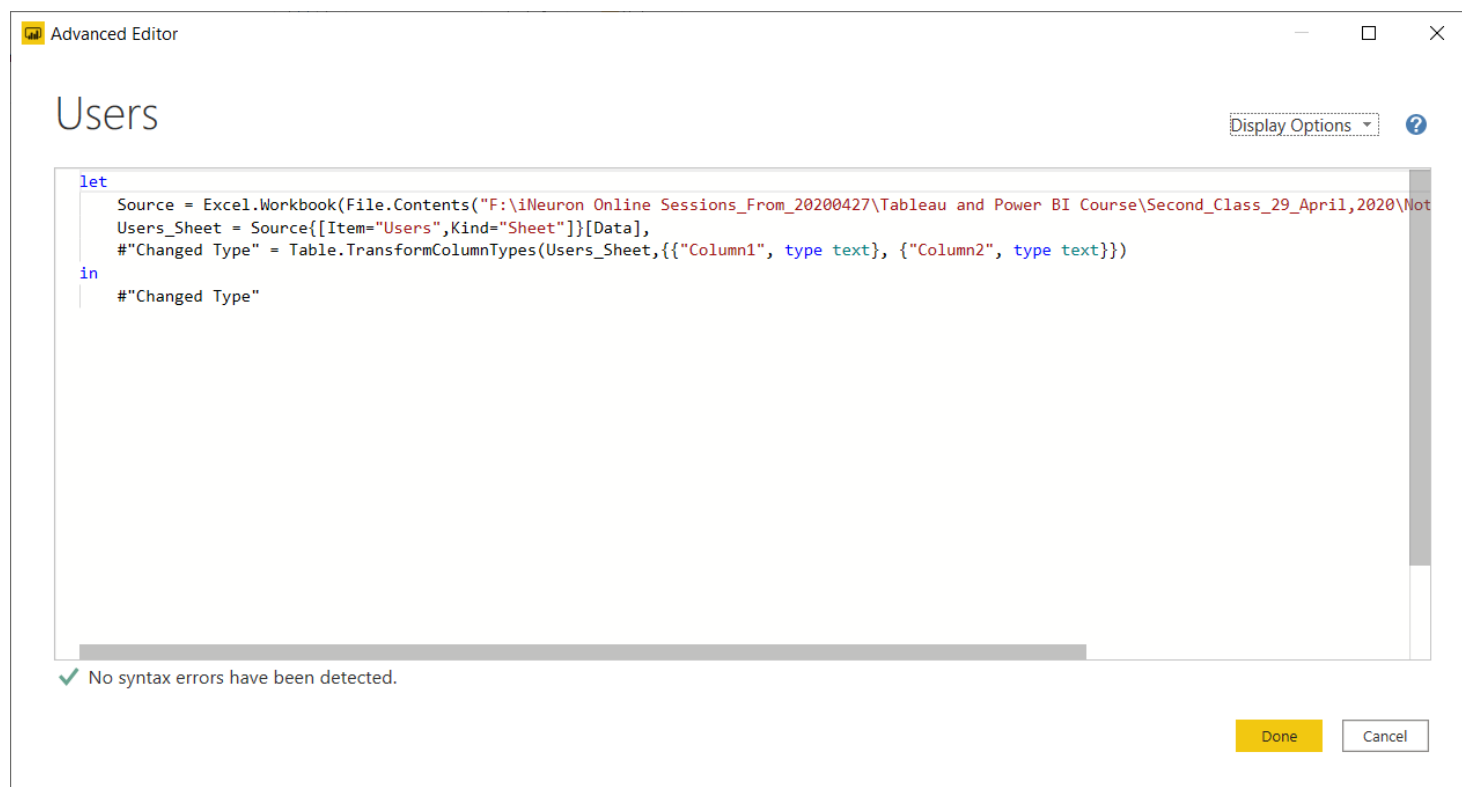 Advanced Editor
Users
Display Options
let
Source = Excel.Workbook(File.Contents("F:\iNeuron Online Sessions_From_20200427\Tableau and Power BI Course\Second_Class_29_April,2020\Not
Users_Sheet = Source{[Item="Users",Kind="Sheet"]}[Data],
#"Changed Type" = Table.TransformColumnTypes(Users_Sheet,{{"Column1", type text}, {"Column2", type text}})
in
#"Changed Type"
No syntax errors have been detected.
Done Cancel